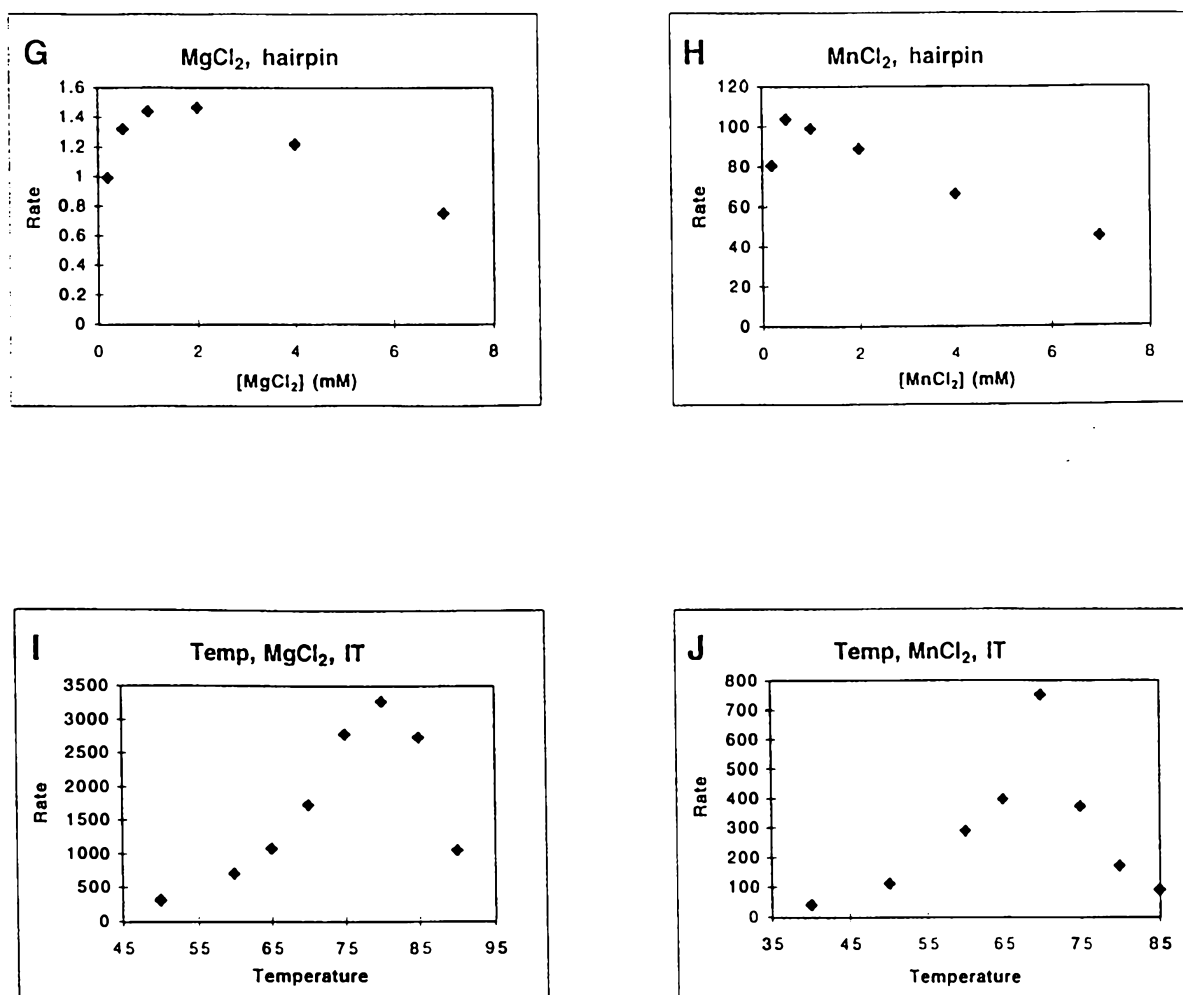 G
MgCl₂, hairpin
1.6
1.4
1.2
1
0.8
0.6
0.4
0.2
0
Rate
0 2 4 6 8
[MgCl₂] (mM)
H
MnCl₂, hairpin
120
100
80
60
40
20
0
Rate
0 2 4 6 8
[MnCl₂] (mM)
I
Temp, MgCl₂, IT
3500
3000
2500
2000
1500
1000
500
0
Rate
45 55 65 75 85 95
Temperature
J
Temp, MnCl₂, IT
800
700
600
500
400
300
200
100
0
Rate
35 45 55 65 75 85
Temperature